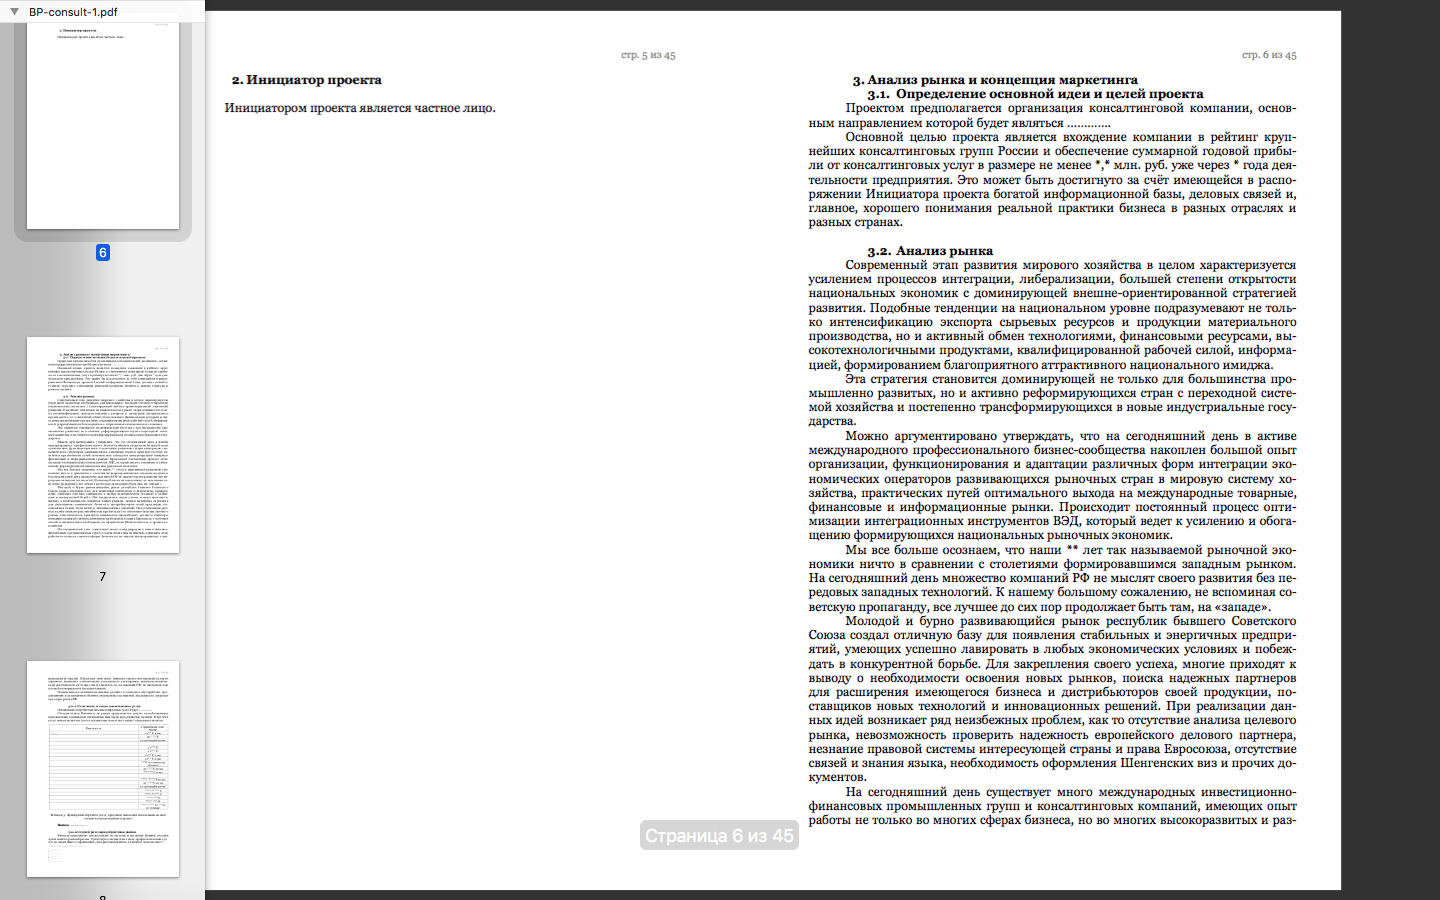 BP-consult-1.pdf
6
7
8
стр. 5 из 45
2. Инициатор проекта
Инициатором проекта является частное лицо.
стр. 6 из 45
3. Анализ рынка и концепция маркетинга
3.1. Определение основной идеи и целей проекта
Проектом предполагается организация консалтинговой компании, основ-
ным направлением которой будет являться .............
Основной целью проекта является вхождение компании в рейтинг круп-
нейших консалтинговых групп России и обеспечение суммарной годовой прибы-
ли от консалтинговых услуг в размере не менее *,* млн. руб. уже через * года дея-
тельности предприятия. Это может быть достигнуто за счёт имеющейся в распо-
ряжении Инициатора проекта богатой информационной базы, деловых связей и,
главное, хорошего понимания реальной практики бизнеса в разных отраслях и
разных странах.
3.2. Анализ рынка
Современный этап развития мирового хозяйства в целом характеризуется
усилением процессов интеграции, либерализации, большей степени открытости
национальных экономик с доминирующей внешне-ориентированной стратегией
развития. Подобные тенденции на национальном уровне подразумевают не толь-
ко интенсификацию экспорта сырьевых ресурсов и продукции материального
производства, но и активный обмен технологиями, финансовыми ресурсами, вы-
сокотехнологичными продуктами, квалифицированной рабочей силой, информа-
цией, формированием благоприятного аттрактивного национального имиджа.
Эта стратегия становится доминирующей не только для большинства про-
мышленно развитых, но и активно реформирующихся стран с переходной систе-
мой хозяйства и постепенно трансформирующихся в новые индустриальные госу-
дарства.
Можно аргументировано утверждать, что на сегодняшний день в активе
международного профессионального бизнес-сообщества накоплен большой опыт
организации, функционирования и адаптации различных форм интеграции эко-
номических операторов развивающихся рыночных стран в мировую систему хо-
зяйства, практических путей оптимального выхода на международные товарные,
финансовые и информационные рынки. Происходит постоянный процесс опти-
мизации интеграционных инструментов ВЭД, который ведет к усилению и обога-
щению формирующихся национальных рыночных экономик.
Мы все больше осознаем, что наши ** лет так называемой рыночной эко-
номики ничто в сравнении с столетиями формировавшимся западным рынком.
На сегодняшний день множество компаний РФ не мыслят своего развития без пе-
редовых западных технологий. К нашему большому сожалению, не вспоминая со-
ветскую пропаганду, все лучшее до сих пор продолжает быть там, на «западе».
Молодой и бурно развивающийся рынок республик бывшего Советского
Союза создал отличную базу для появления стабильных и энергичных предпри-
ятий, умеющих успешно лавировать в любых экономических условиях и побеж-
дать в конкурентной борьбе. Для закрепления своего успеха, многие приходят к
выводу о необходимости освоения новых рынков, поиска надежных партнеров
для расширения имеющегося бизнеса и дистрибьюторов своей продукции, по-
ставщиков новых технологий и инновационных решений. При реализации дан-
ных идей возникает ряд неизбежных проблем, как то отсутствие анализа целевого
рынка, невозможность проверить надежность европейского делового партнера,
незнание правовой системы интересующей страны и права Евросоюза, отсутствие
связей и знания языка, необходимость оформления Шенгенских виз и прочих до-
кументов.
На сегодняшний день существует много международных инвестиционно-
финансовых промышленных групп и консалтинговых компаний, имеющих опыт
работы не только во многих сферах бизнеса, но во многих высокоразвитых и раз-
Страница 6 из 45